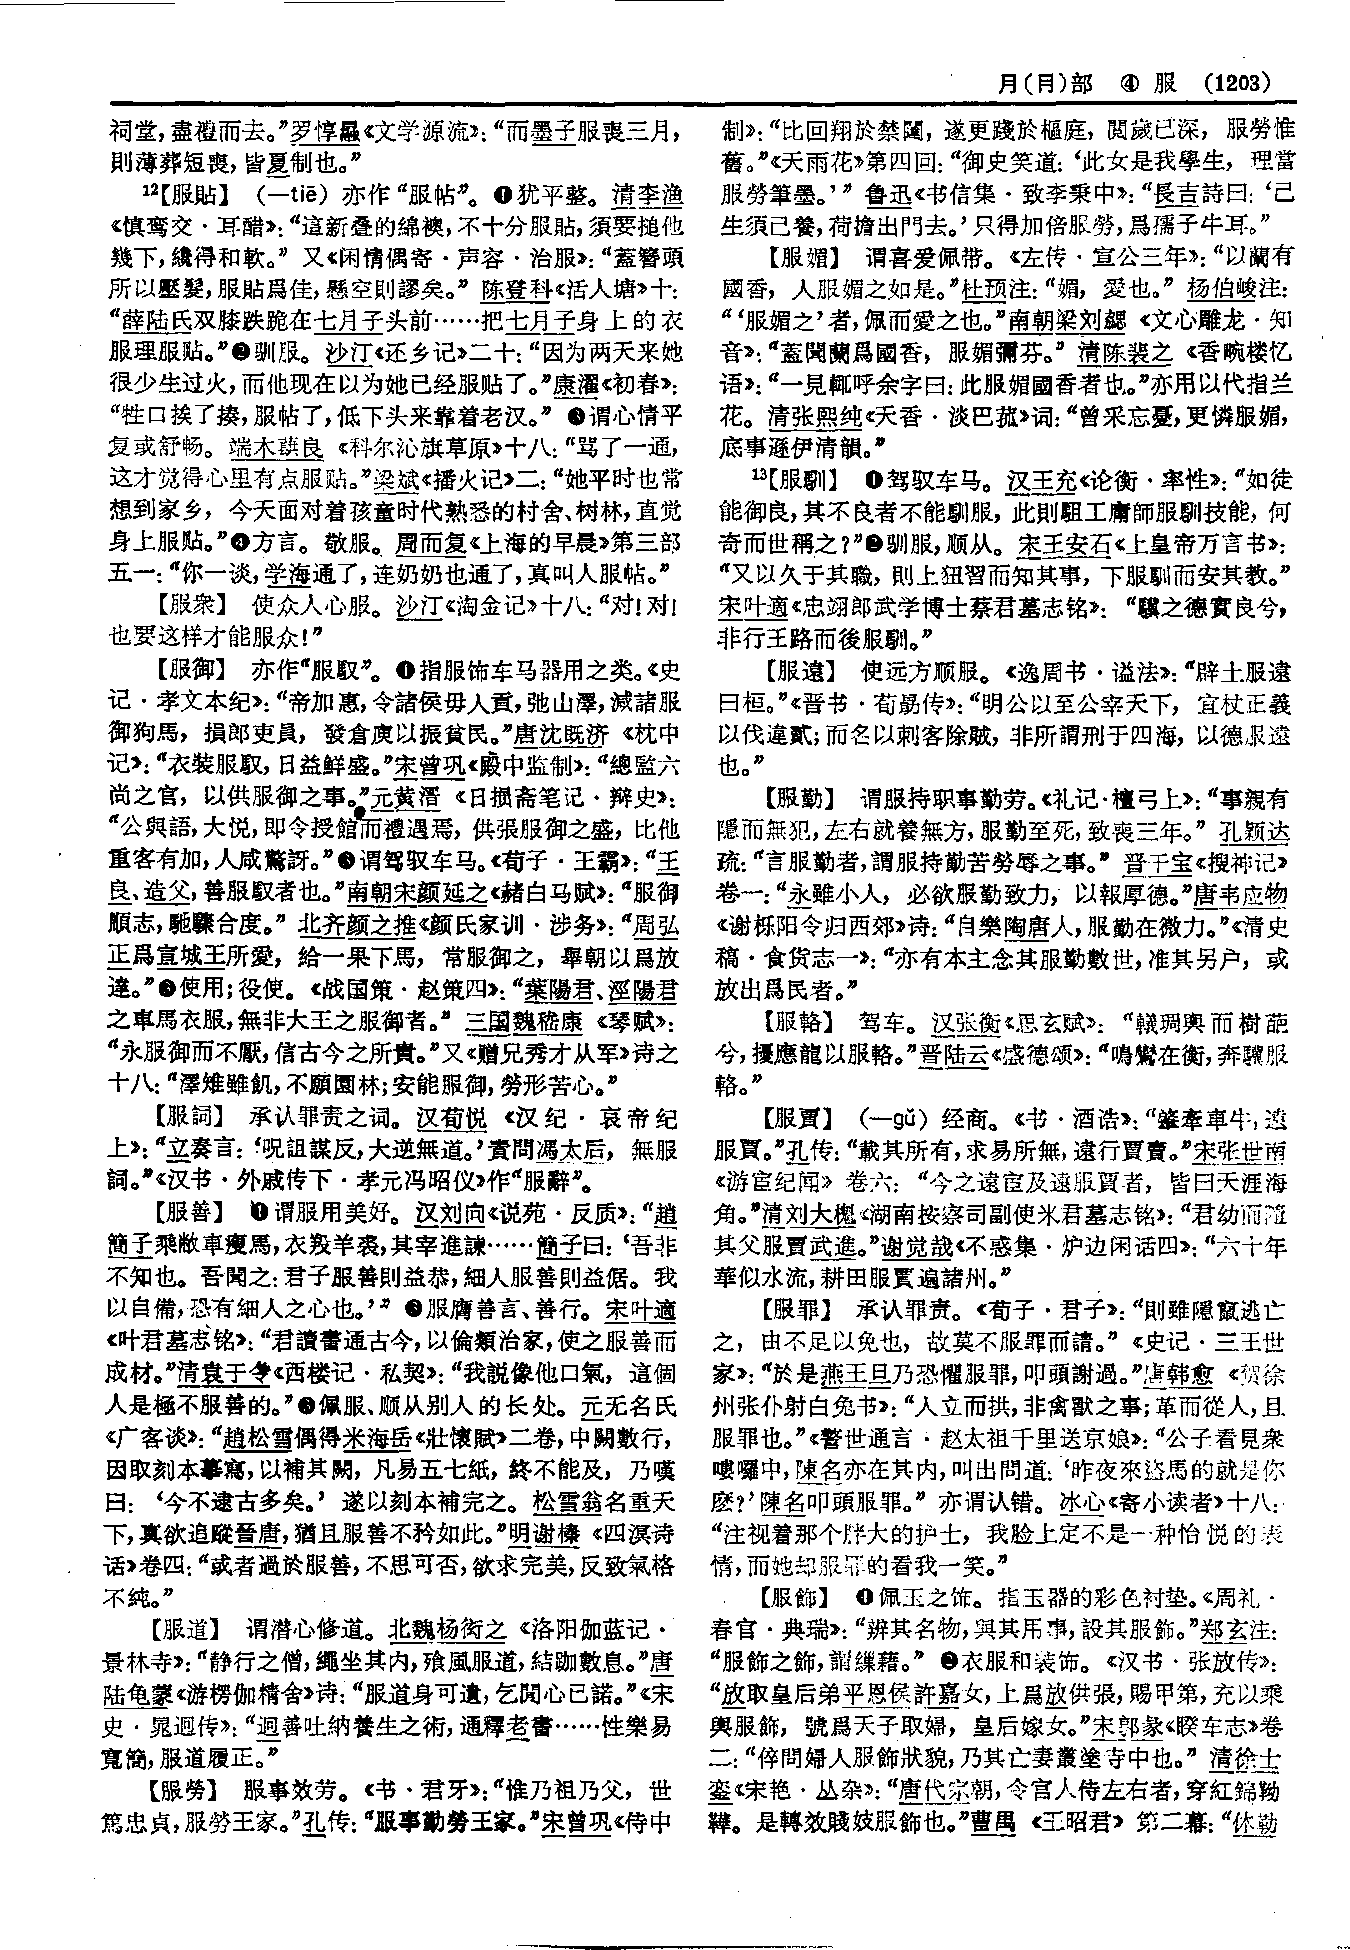 月(月)部　④　服　(1203)
祠堂，盡禮而去。”罗惇曧《文学源流》：“而墨子服喪三月，
則薄葬短喪，皆夏制也。”
12【服貼】　(—tiē) 亦作“服帖”。❶犹平整。清李渔
《慎鸾交·耳醋》：“這新叠的綿襖，不十分服貼，須要搥他
幾下，纔得和軟。” 又《闲情偶寄·声容·治服》：“蓋簪頭
所以壓髮，服貼爲佳，懸空則謬矣。” 陈登科《活人塘》十：
“薛陆氏双膝跌跪在七月子头前……把七月子身上的衣
服理服贴。”❷驯服。沙汀《还乡记》二十：“因为两天来她
很少生过火，而他现在以为她已经服贴了。”康濯《初春》：
“牲口挨了揍，服帖了，低下头来靠着老汉。” ❸谓心情平
复或舒畅。端木蕻良《科尔沁旗草原》十八：“骂了一通，
这才觉得心里有点服贴。”梁斌《播火记》二：“她平时也常
想到家乡，今天面对着孩童时代熟悉的村舍、树林，直觉
身上服贴。”❹方言。敬服。周而复《上海的早晨》第三部
五一：“你一谈，学海通了，连奶奶也通了，真叫人服帖。”
【服衆】　使众人心服。沙汀《淘金记》十八：“对！对！
也要这样才能服众！”
【服御】　亦作“服馭”。❶指服饰车马器用之类。《史
记·孝文本纪》：“帝加惠，令諸侯毋入貢，弛山澤，減諸服
御狗馬，損郎吏員，發倉庾以振貧民。”唐沈既济《枕中
记》：“衣裝服馭，日益鮮盛。”宋曾巩《殿中监制》：“總監六
尚之官，以供服御之事。”元黄溍《日损斋笔记·辩史》：
“公與語，大悦，即令授館而禮遇焉，供張服御之盛，比他
重客有加，人咸驚訝。”❷谓驾驭车马。《荀子·王霸》：“王
良、造父，善服馭者也。”南朝宋颜延之《赭白马赋》：“服御
順志，馳驟合度。” 北齐颜之推《颜氏家训·涉务》：“周弘
正爲宣城王所愛，給一果下馬，常服御之，舉朝以爲放
達。”❸使用；役使。《战国策·赵策四》：“葉陽君、涇陽君
之車馬衣服，無非大王之服御者。” 三国魏嵇康《琴赋》：
“永服御而不厭，信古今之所貴。”又《赠兄秀才从军》诗之
十八：“澤雉雖飢，不願園林；安能服御，勞形苦心。”
【服詞】　承认罪责之词。汉荀悦《汉纪·哀帝纪
上》：“立奏言：‘呪詛謀反，大逆無道。’責問馮太后，無服
詞。”《汉书·外戚传下·孝元冯昭仪》作“服辭”。
【服善】　❶谓服用美好。汉刘向《说苑·反质》：“趙
簡子乘敝車瘦馬，衣羖羊裘，其宰進諫……簡子曰：‘吾非
不知也。吾聞之：君子服善則益恭，細人服善則益倨。我
以自備，恐有細人之心也。’” ❷服膺善言、善行。宋叶適
《叶君墓志铭》：“君讀書通古今，以倫類治家，使之服善而
成材。”清袁于令《西楼记·私契》：“我説像他口氣，這個
人是極不服善的。”❸佩服、顺从别人的长处。元无名氏
《广客谈》：“趙松雪偶得米海岳《壯懷賦》二卷，中闕數行，
因取刻本摹寫，以補其闕，凡易五七紙，終不能及，乃嘆
曰：‘今不逮古多矣。’ 遂以刻本補完之。松雪翁名重天
下，真欲追蹤晉唐，猶且服善不矜如此。”明谢榛《四溟诗
话》卷四：“或者過於服善，不思可否，欲求完美，反致氣格
不純。”
【服道】　谓潜心修道。北魏杨衒之《洛阳伽蓝记·
景林寺》：“静行之僧，繩坐其内，飱風服道，結跏數息。”唐
陆龟蒙《游楞伽精舍》诗：“服道身可遺，乞聞心已諾。”《宋
史·晁迥传》：“迥善吐納養生之術，通釋老書……性樂易
寬簡，服道履正。”
【服勞】　服事效劳。《书·君牙》：“惟乃祖乃父，世
篤忠貞，服勞王家。”孔传：“服事勤勞王家。”宋曾巩《侍中
制》：“比回翔於禁闥，遂更踐於樞庭，閲歲已深，服勞惟
舊。”《天雨花》第四回：“御史笑道：‘此女是我學生，理當
服勞筆墨。’” 鲁迅《书信集·致李秉中》：“長吉詩曰：‘己
生須己養，荷擔出門去。’只得加倍服勞，爲孺子牛耳。”
【服媚】　谓喜爱佩带。《左传·宣公三年》：“以蘭有
國香，人服媚之如是。”杜预注：“媚，愛也。” 杨伯峻注：
“‘服媚之’者，佩而愛之也。”南朝梁刘勰《文心雕龙·知
音》：“蓋聞蘭爲國香，服媚彌芬。” 清陈裴之《香畹楼忆
语》：“一見輒呼余字曰：此服媚國香者也。”亦用以代指兰
花。清张熙纯《天香·淡巴菰》词：“曾采忘憂，更憐服媚，
底事遜伊清韻。”
13【服馴】　❶驾驭车马。汉王充《论衡·率性》：“如徒
能御良，其不良者不能馴服，此則駔工庸師服馴技能，何
奇而世稱之？”❷驯服，顺从。宋王安石《上皇帝万言书》：
“又以久于其職，則上狃習而知其事，下服馴而安其教。”
宋叶適《忠翊郎武学博士蔡君墓志铭》：“驥之德實良兮，
非行王路而後服馴。”
【服遠】　使远方顺服。《逸周书·谥法》：“辟土服遠
曰桓。”《晋书·荀勗传》：“明公以至公宰天下，宜杖正義
以伐違貳；而名以刺客除賊，非所謂刑于四海，以德服遠
也。”
【服勤】　谓服持职事勤劳。《礼记·檀弓上》：“事親有
隱而無犯，左右就養無方，服勤至死，致喪三年。” 孔颖达
疏：“言服勤者，謂服持勤苦勞辱之事。” 晋干宝《搜神记》
卷一：“永雖小人，必欲服勤致力，以報厚德。”唐韦应物
《谢栎阳令归西郊》诗：“自樂陶唐人，服勤在微力。”《清史
稿·食货志一》：“亦有本主念其服勤數世，准其另户，或
放出爲民者。”
【服輅】　驾车。汉张衡《思玄赋》：“轙琱輿而樹葩
兮，擾應龍以服輅。”晋陆云《盛德颂》：“鳴鸞在衡，奔驥服
輅。”
【服賈】　(—gǔ) 经商。《书·酒诰》：“肇牽車牛，遠
服賈。”孔传：“載其所有，求易所無，遠行賈賣。”宋张世南
《游宦纪闻》卷六：“今之遠宦及遠服賈者，皆曰天涯海
角。”清刘大櫆《湖南按察司副使米君墓志铭》：“君幼而隨
其父服賈武進。”谢觉哉《不惑集·炉边闲话四》：“六十年
華似水流，耕田服賈遍諸州。”
【服罪】　承认罪责。《荀子·君子》：“則雖隱竄逃亡
之，由不足以免也，故莫不服罪而請。” 《史记·三王世
家》：“於是燕王旦乃恐懼服罪，叩頭謝過。”唐韩愈《贺徐
州张仆射白兔书》：“人立而拱，非禽獸之事；革而從人，且
服罪也。”《警世通言·赵太祖千里送京娘》：“公子看見衆
嘍囉中，陳名亦在其内，叫出問道：‘昨夜來盜馬的就是你
麽？’陳名叩頭服罪。” 亦谓认错。冰心《寄小读者》十八：
“注视着那个胖大的护士，我脸上定不是一种怡悦的表
情，而她却服罪的看我一笑。”
【服飾】　❶佩玉之饰。指玉器的彩色衬垫。《周礼·
春官·典瑞》：“辨其名物，與其用事，設其服飾。”郑玄注：
“服飾之飾，謂繅藉。” ❷衣服和装饰。《汉书·张放传》：
“放取皇后弟平恩侯許嘉女，上爲放供張，賜甲第，充以乘
輿服飾，號爲天子取婦，皇后嫁女。”宋郭彖《睽车志》卷
二：“倅問婦人服飾狀貌，乃其亡妻叢塗寺中也。” 清徐士
銮《宋艳·丛杂》：“唐代宗朝，令宫人侍左右者，穿紅錦靿
鞾。是轉效賤妓服飾也。”曹禺《王昭君》第二幕：“休勒